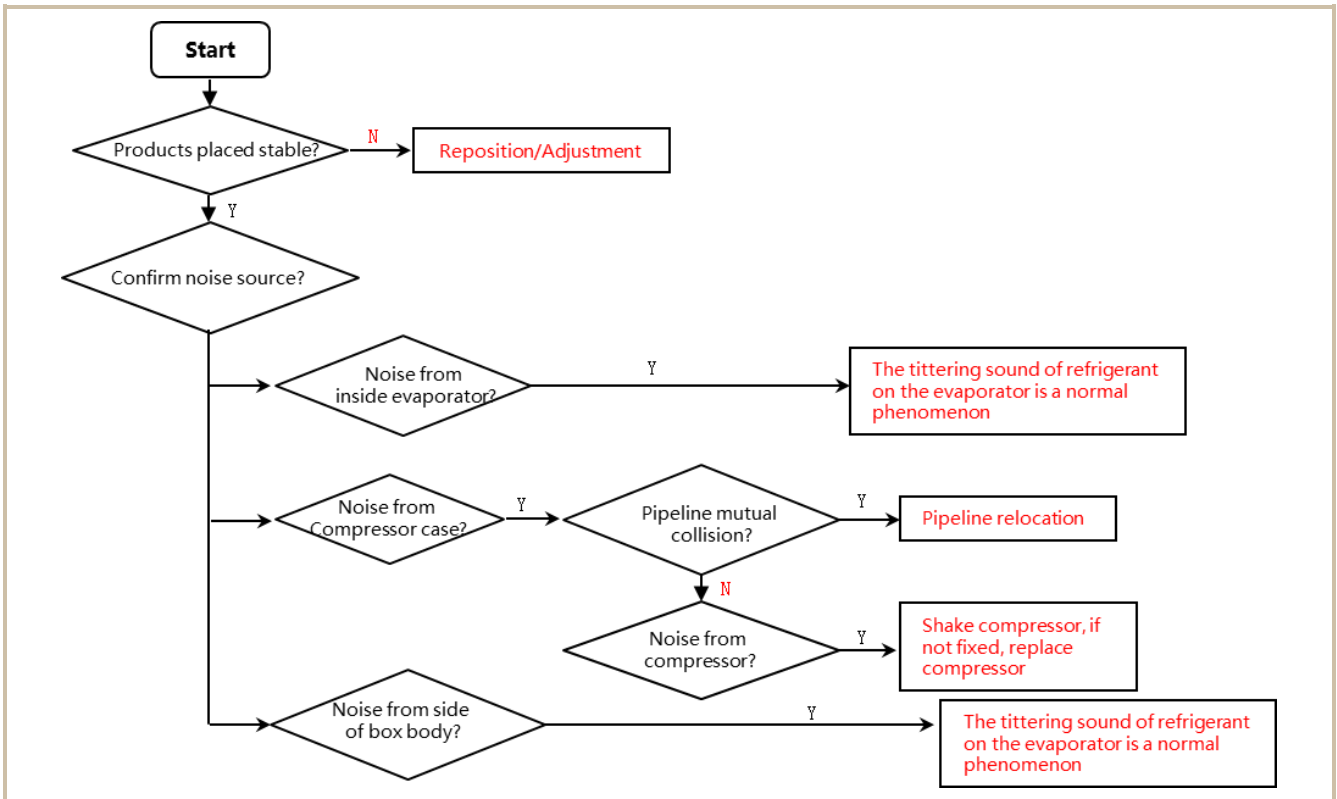 Start
Products placed stable?
N
Reposition/Adjustment
Y
Confirm noise source?
Noise from
inside evaporator?
Y
The tittering sound of refrigerant
on the evaporator is a normal
phenomenon
Noise from
Compressor case?
Y
Pipeline mutual
collision?
Y
Pipeline relocation
N
Noise from
compressor?
Y
Shake compressor, if
not fixed, replace
compressor
Noise from side
of box body?
Y
The tittering sound of refrigerant
on the evaporator is a normal
phenomenon